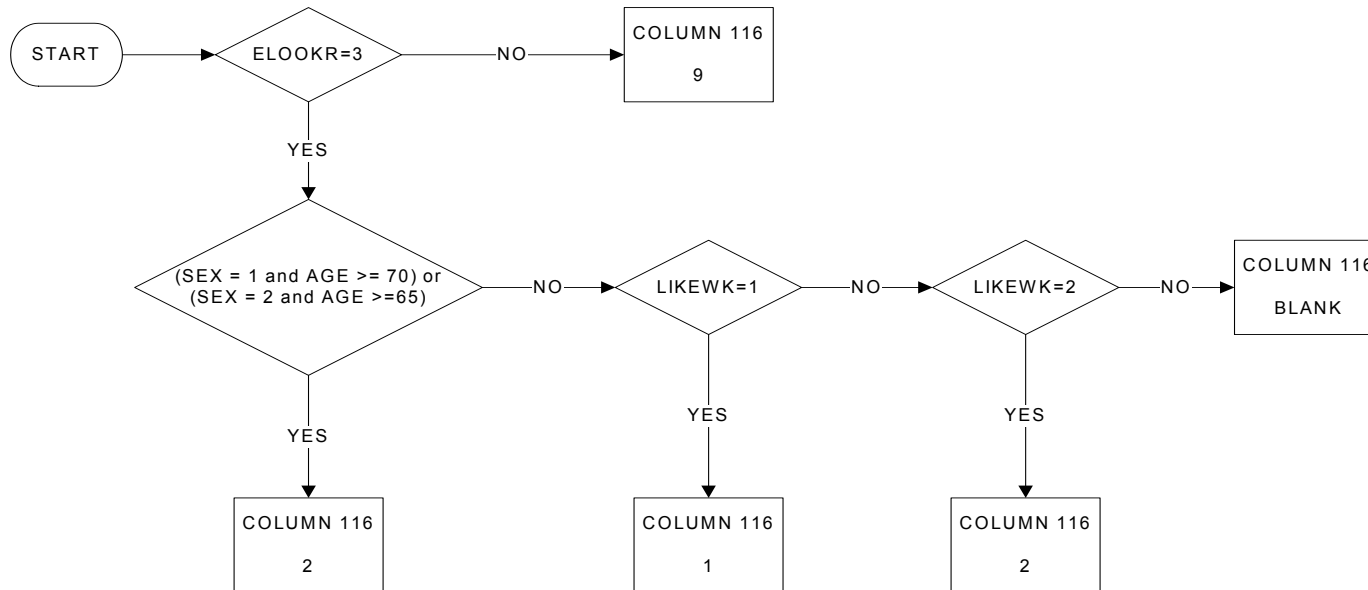 START
ELOOKR=3
NO
COLUMN 116
9
YES
(SEX = 1 and AGE >= 70) or
(SEX = 2 and AGE >=65)
NO
LIKEWK=1
NO
LIKEWK=2
NO
COLUMN 116
BLANK
YES
YES
YES
COLUMN 116
2
COLUMN 116
1
COLUMN 116
2